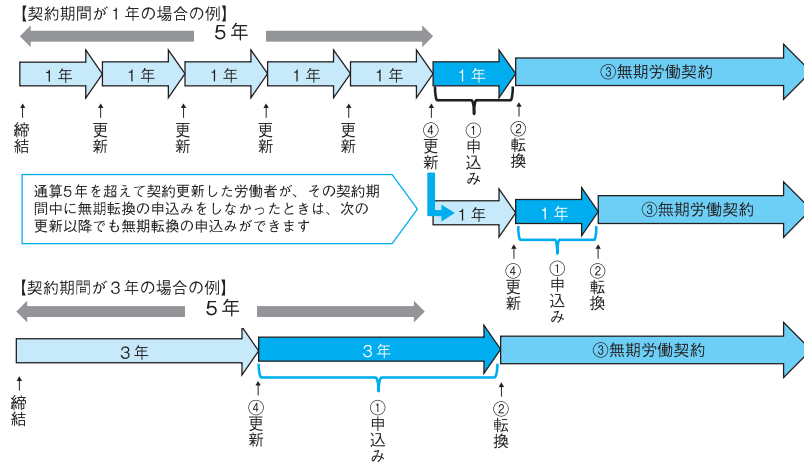 【契約期間が1年の場合の例】
5年
1年 1年 1年 1年 1年 1年 ③無期労働契約
締結 更新 更新 更新 更新 ④更新 ①申込み ②転換
通算5年を超えて契約更新した労働者が、その契約期
間中に無期転換の申込みをしなかったときは、次の
更新以降でも無期転換の申込みができます
1年 1年 ③無期労働契約
④更新 ①申込み ②転換
【契約期間が3年の場合の例】
5年
3年 3年 ③無期労働契約
締結 ④更新 ①申込み ②転換